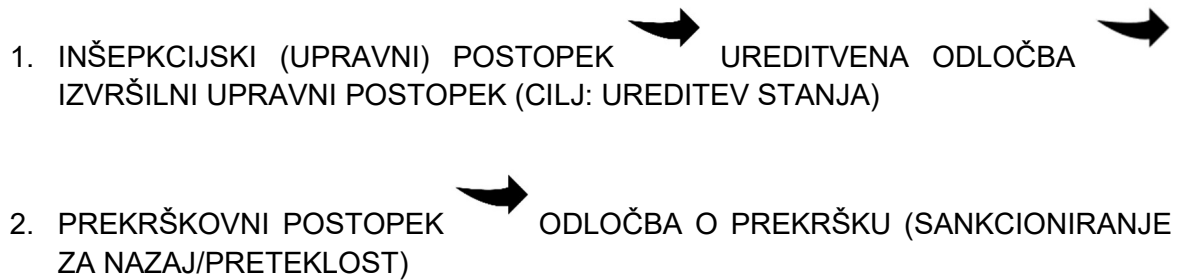 1. INŠEPKCIJSKI (UPRAVNI) POSTOPEK UREDITVENA ODLOČBA
IZVRŠILNI UPRAVNI POSTOPEK (CILJ: UREDITEV STANJA)
2. PREKRŠKOVNI POSTOPEK ODLOČBA O PREKRŠKU (SANKCIONIRANJE
ZA NAZAJ/PRETEKLOST)